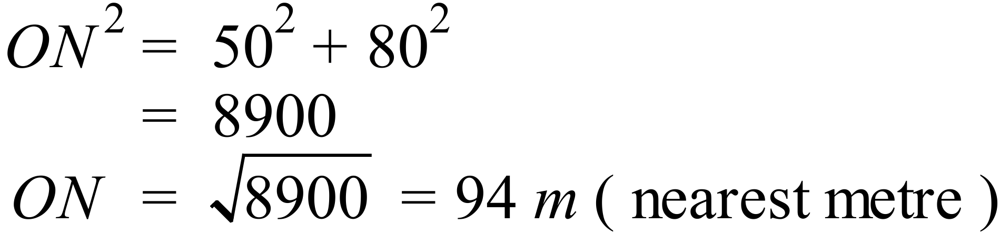 ON² = 50² + 80²
= 8900
ON = √8900 = 94 m ( nearest metre )